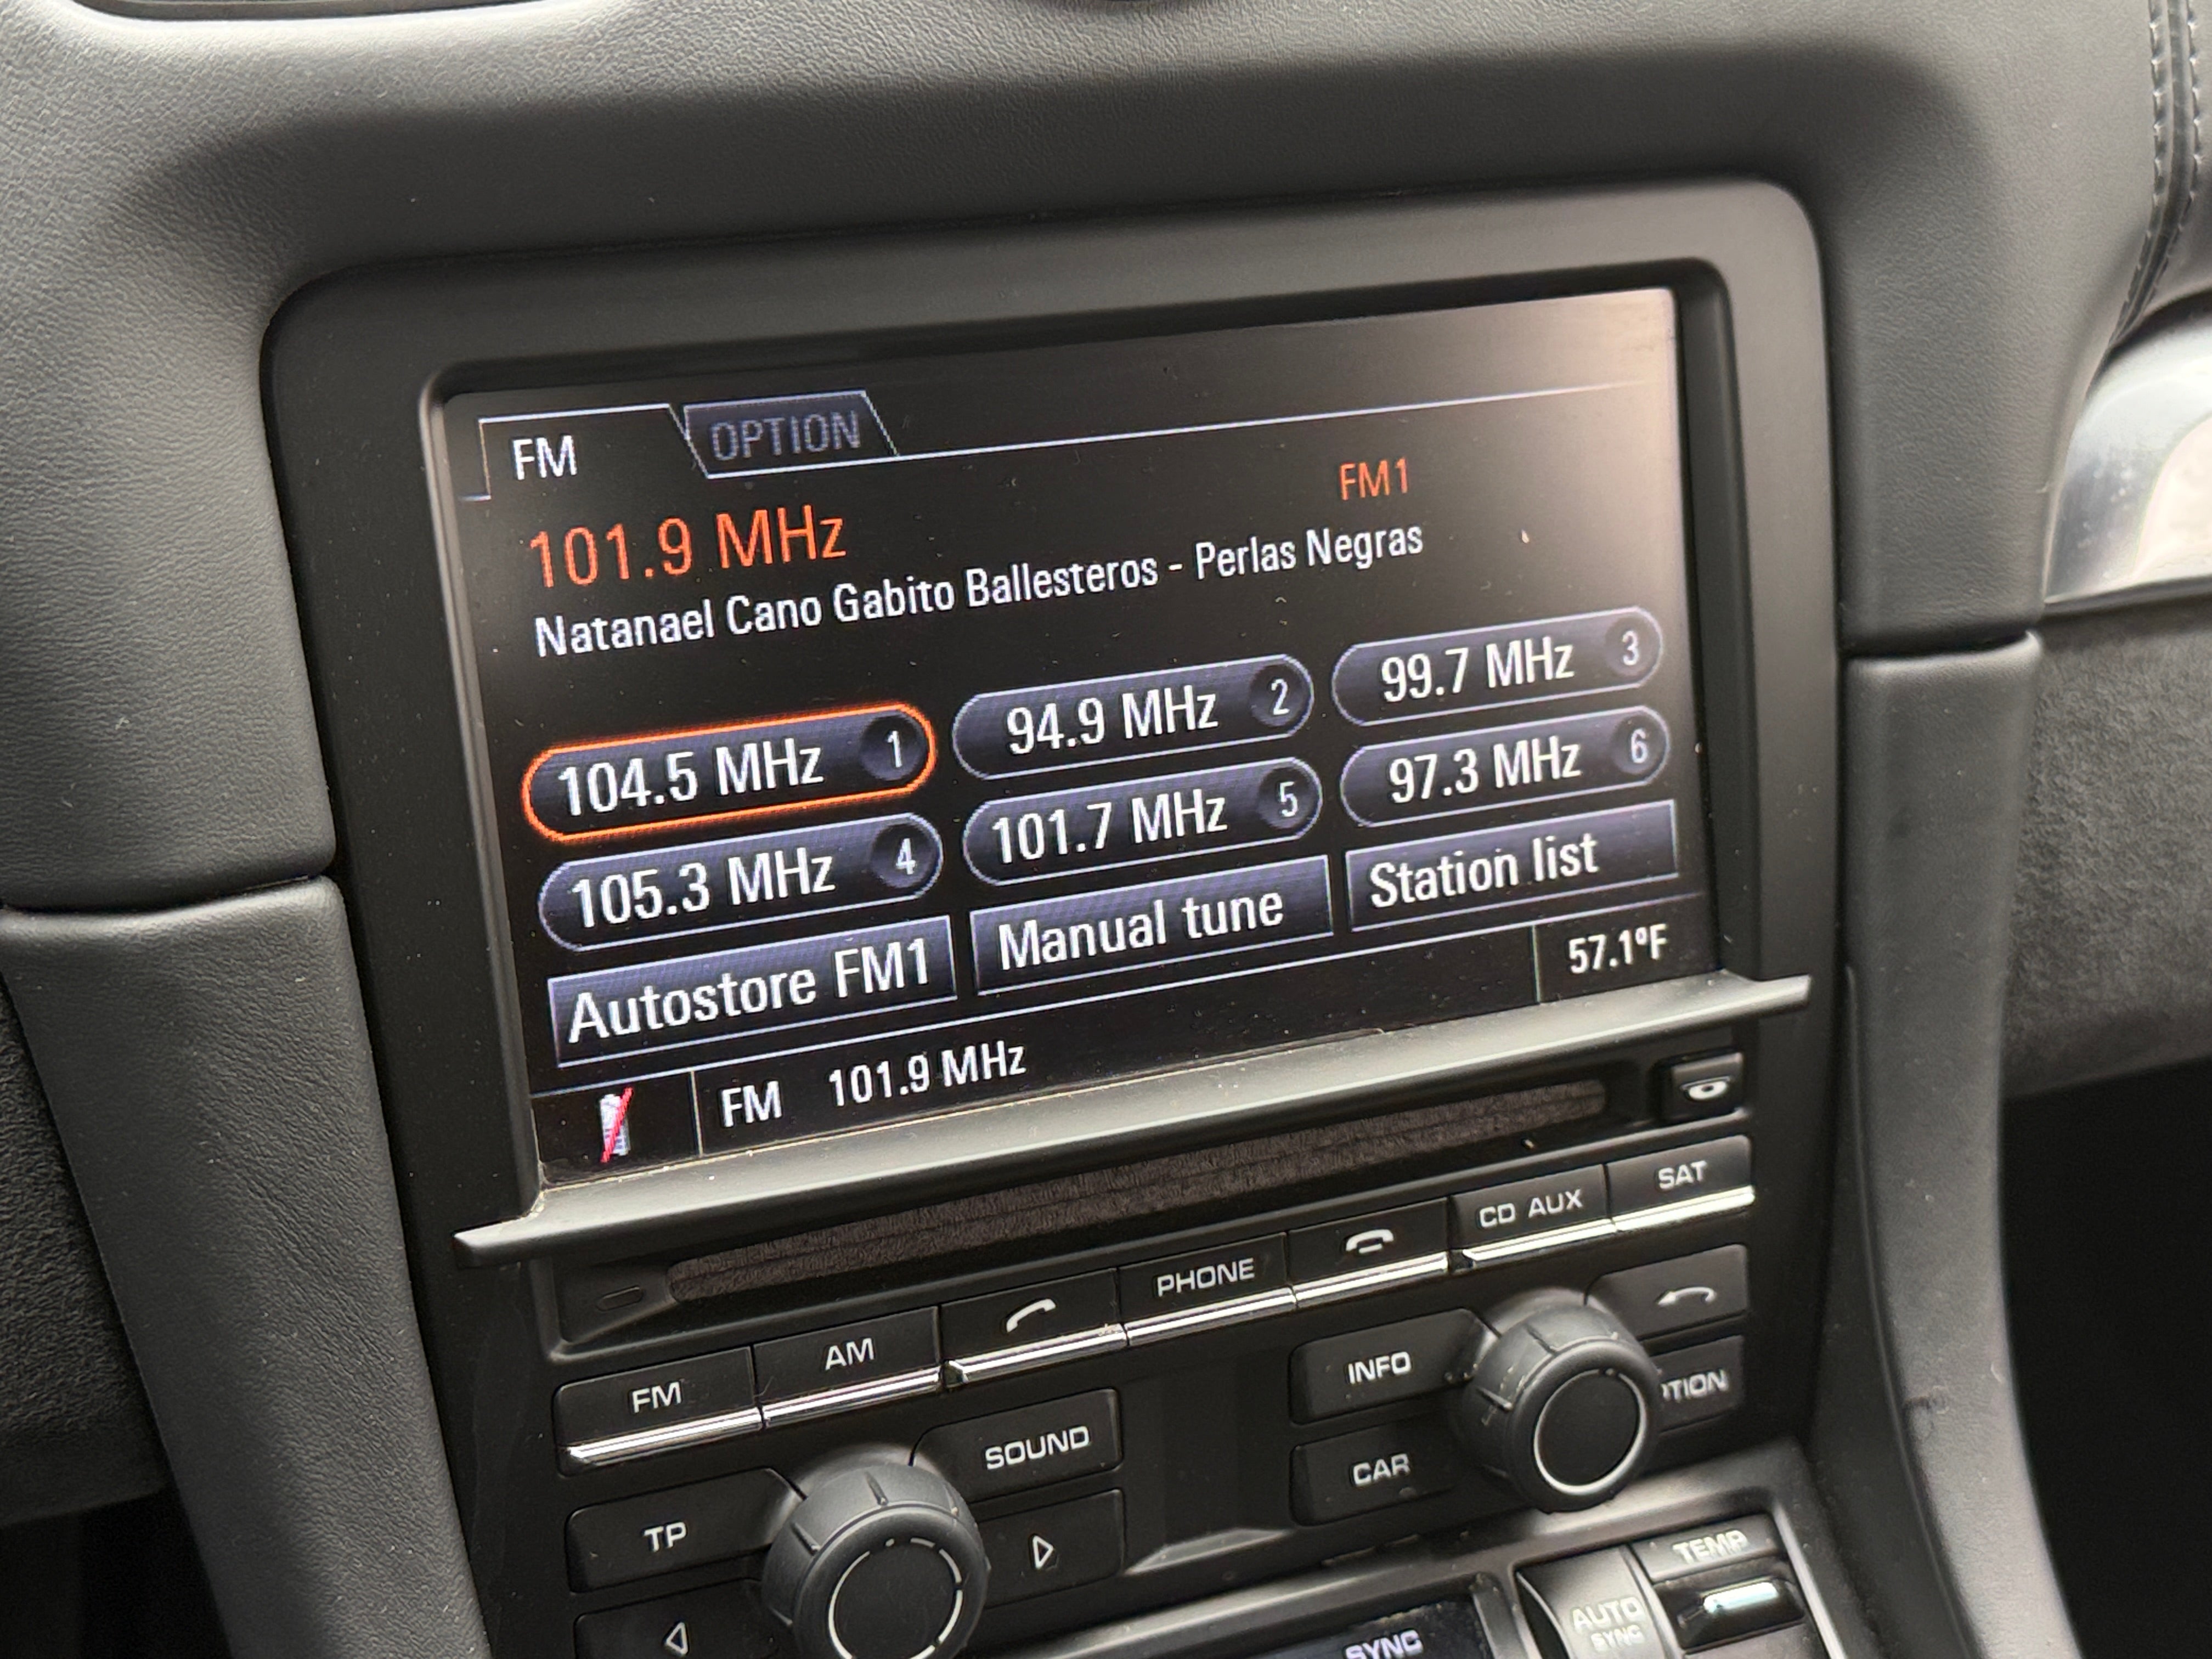 FM
OPTION
101.9 MHz
FM1
Natanael Cano Gabito Ballesteros - Perlas Negras
104.5 MHz 1
94.9 MHz 2
99.7 MHz 3
105.3 MHz 4
101.7 MHz 5
97.3 MHz 6
Autostore FM1
Manual tune
Station list
57.1ºF
FM 101.9 MHz
FM
AM
PHONE
CD AUX
SAT
TP
SOUND
INFO
CAR
TION
TEMP
AUTO
SYNC
SYNC